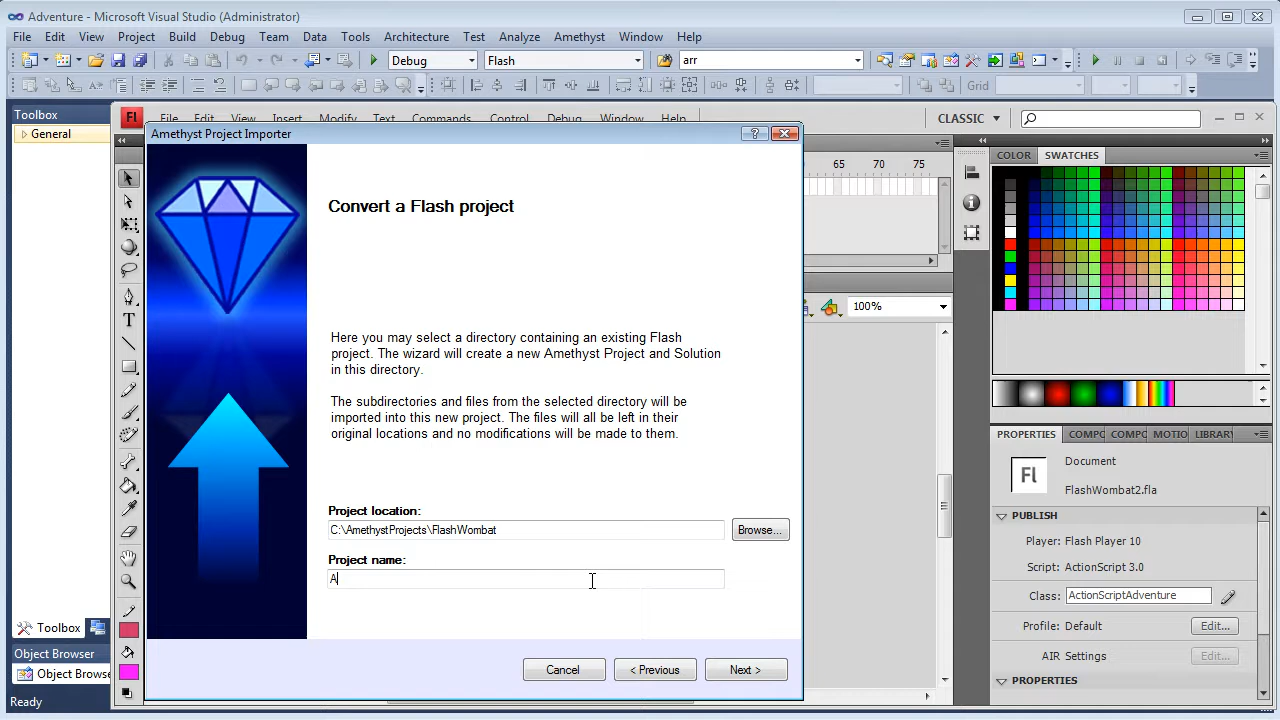 Adventure - Microsoft Visual Studio (Administrator)
File Edit View Project Build Debug Team Data Tools Architecture Test Analyze Amethyst Window Help
Debug Flash arr
Grid
Toolbox
General
Fl File Edit View Insert Modify Text Commands Control Debug Window Help CLASSIC
Amethyst Project Importer
65 70 75
COLOR SWATCHES
Convert a Flash project
100%
Here you may select a directory containing an existing Flash
project. The wizard will create a new Amethyst Project and Solution
in this directory.
The subdirectories and files from the selected directory will be
imported into this new project. The files will all be left in their
original locations and no modifications will be made to them.
PROPERTIES COMPC COMPC MOTIO LIBRAR
Fl
Document
FlashWombat2.fla
PUBLISH
Player: Flash Player 10
Script: ActionScript 3.0
Class: ActionScriptAdventure
Profile: Default Edit...
AIR Settings Edit...
PROPERTIES
Project location:
C:\AmethystProjects\FlashWombat
Browse...
Project name:
A
Toolbox
Object Browser
Object Browse
Cancel < Previous Next >
Ready